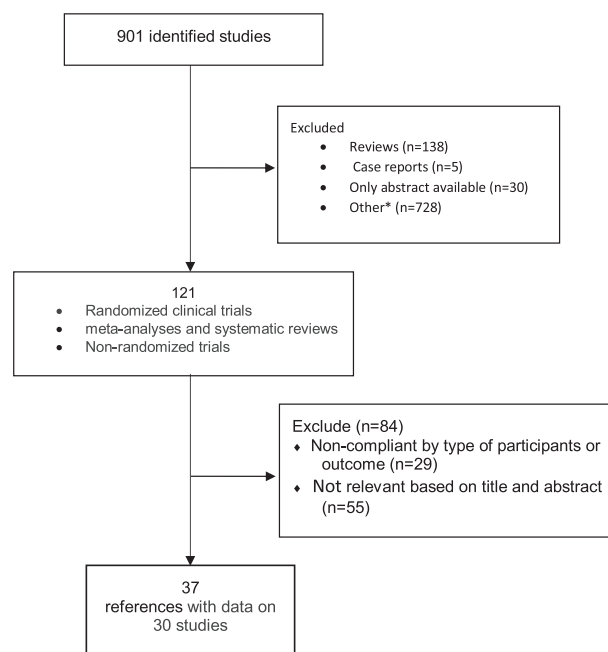 901 identified studies
Excluded
• Reviews (n=138)
• Case reports (n=5)
• Only abstract available (n=30)
• Other* (n=728)
121
• Randomized clinical trials
• meta-analyses and systematic reviews
• Non-randomized trials
Exclude (n=84)
♦ Non-compliant by type of participants or
outcome (n=29)
♦ Not relevant based on title and abstract
(n=55)
37
references with data on
30 studies